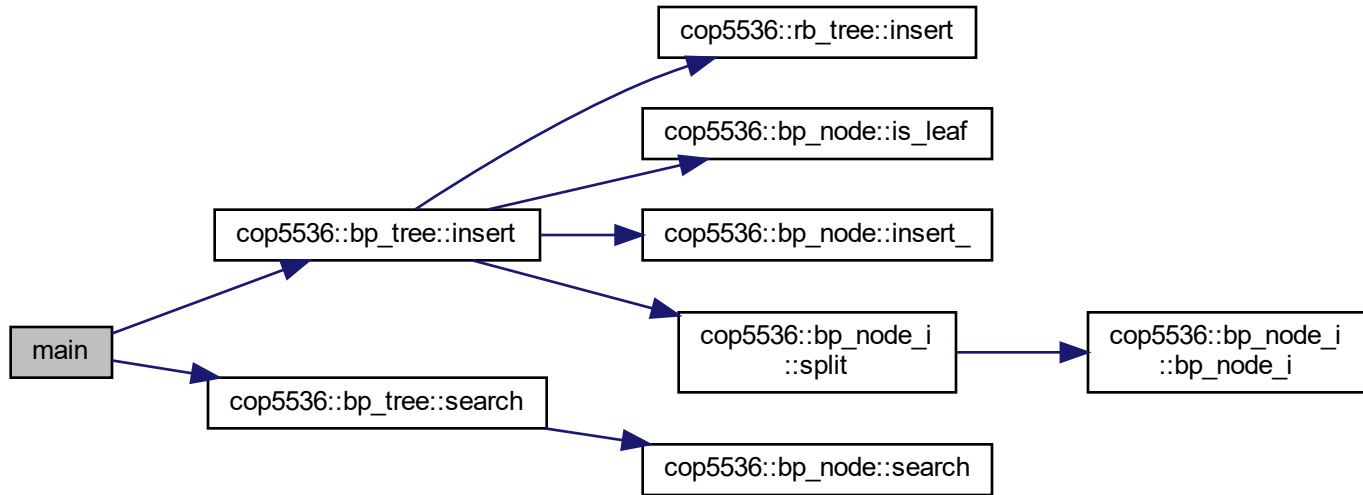 cop5536::rb_tree::insert
cop5536::bp_node::is_leaf
cop5536::bp_tree::insert
cop5536::bp_node::insert_
main
cop5536::bp_node_i
::split
cop5536::bp_node_i
::bp_node_i
cop5536::bp_tree::search
cop5536::bp_node::search